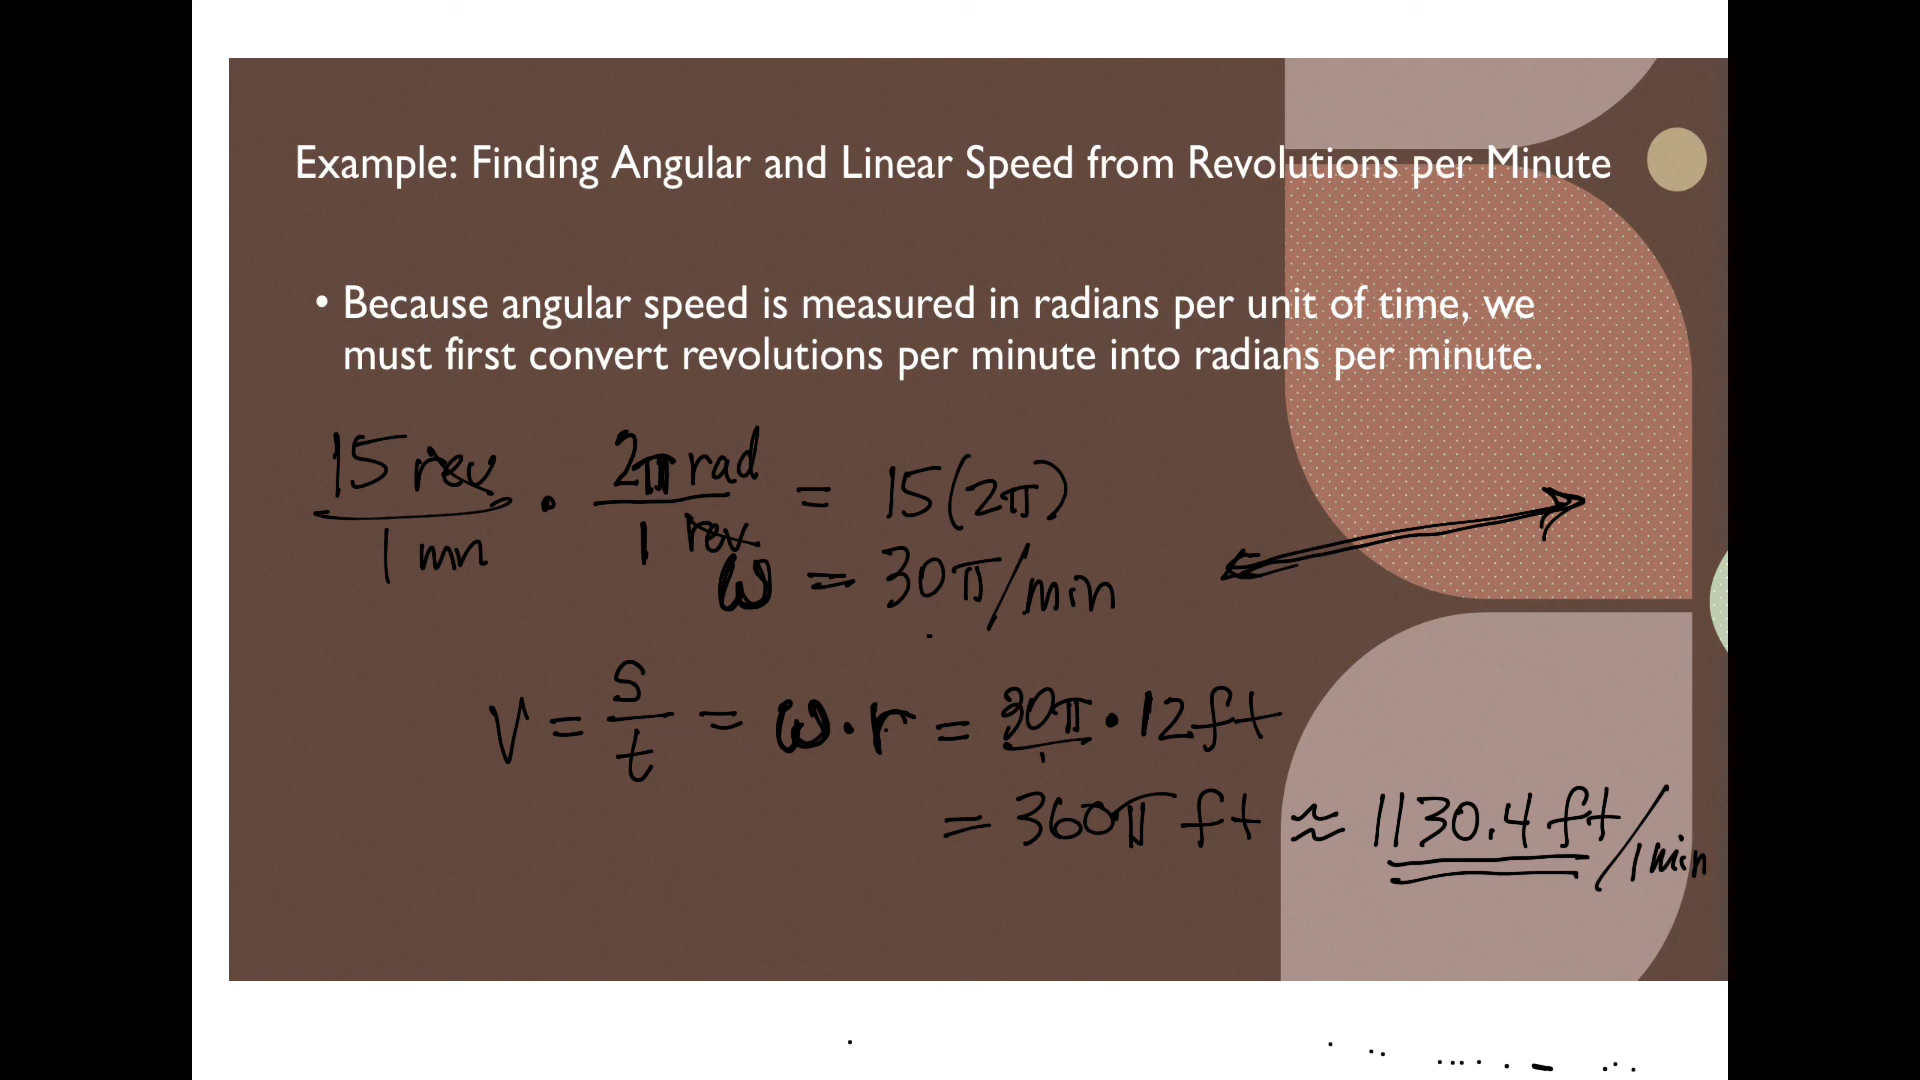 Example: Finding Angular and Linear Speed from Revolutions per Minute
• Because angular speed is measured in radians per unit of time, we
must first convert revolutions per minute into radians per minute.
15 rev / 1 mn · 2π rad / 1 rev = 15(2π)
ω = 30π/min
V = s/t = ω·r = 30π/1 · 12 ft
= 360π ft ≈ 1130.4 ft/1 min